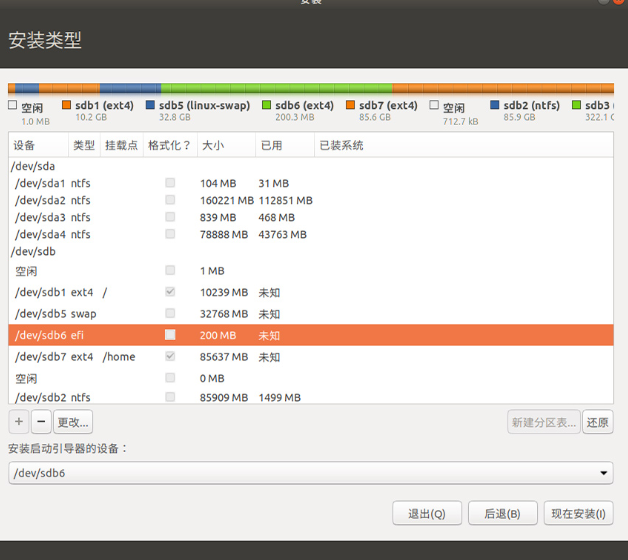 安装
安装类型
空闲 sdb1 (ext4) sdb5 (linux-swap) sdb6 (ext4) sdb7 (ext4) 空闲 sdb2 (ntfs) sdb3
1.0 MB 10.2 GB 32.8 GB 200.3 MB 85.6 GB 712.7 kB 85.9 GB 322.1
设备 类型 挂载点 格式化？ 大小 已用 已装系统
/dev/sda
/dev/sda1 ntfs 104 MB 31 MB
/dev/sda2 ntfs 160221 MB 112851 MB
/dev/sda3 ntfs 839 MB 468 MB
/dev/sda4 ntfs 78888 MB 43763 MB
/dev/sdb
空闲 1 MB
/dev/sdb1 ext4 / 10239 MB 未知
/dev/sdb5 swap 32768 MB 未知
/dev/sdb6 efi 200 MB 未知
/dev/sdb7 ext4 /home 85637 MB 未知
空闲 0 MB
/dev/sdb2 ntfs 85909 MB 1499 MB
+ − 更改... 新建分区表... 还原
安装启动引导器的设备：
/dev/sdb6
退出(Q) 后退(B) 现在安装(I)